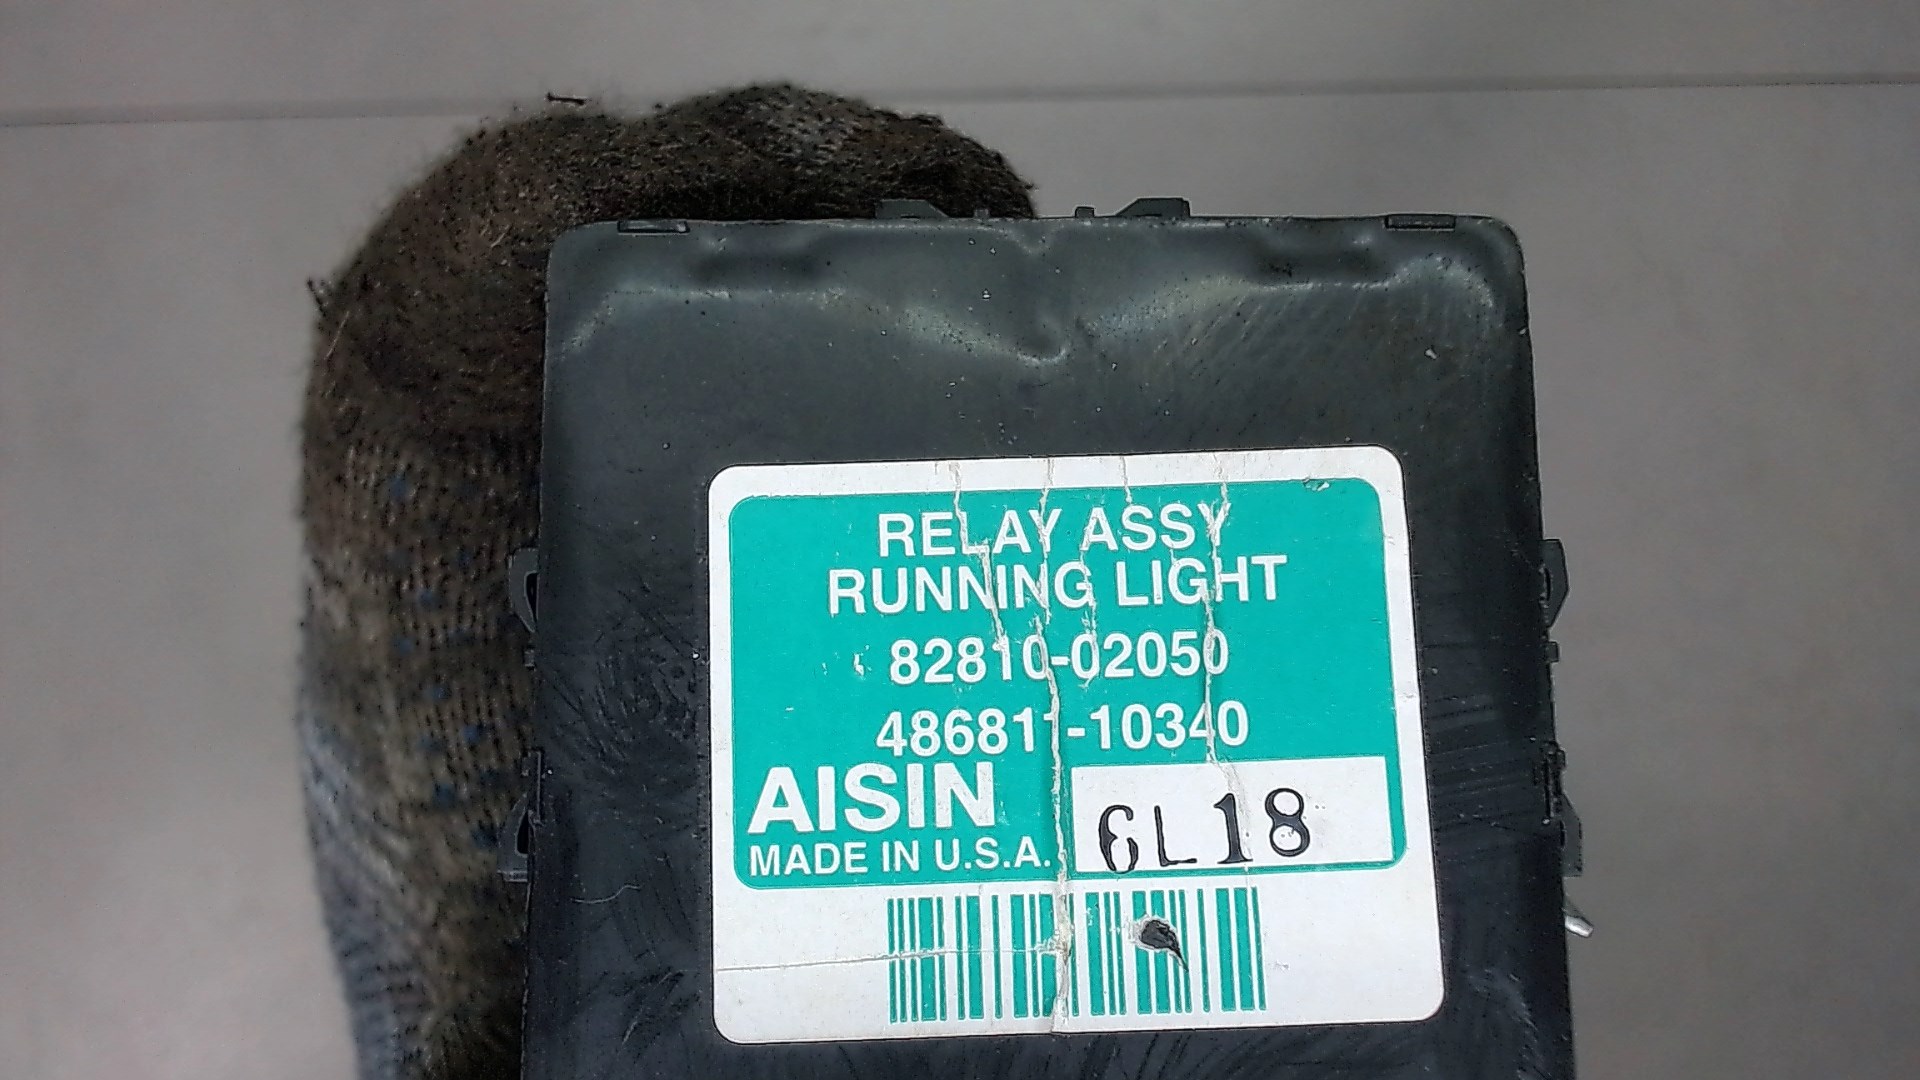 RELAY ASSY
RUNNING LIGHT
82810-02050
486811-10340
AISIN
6L18
MADE IN U.S.A.